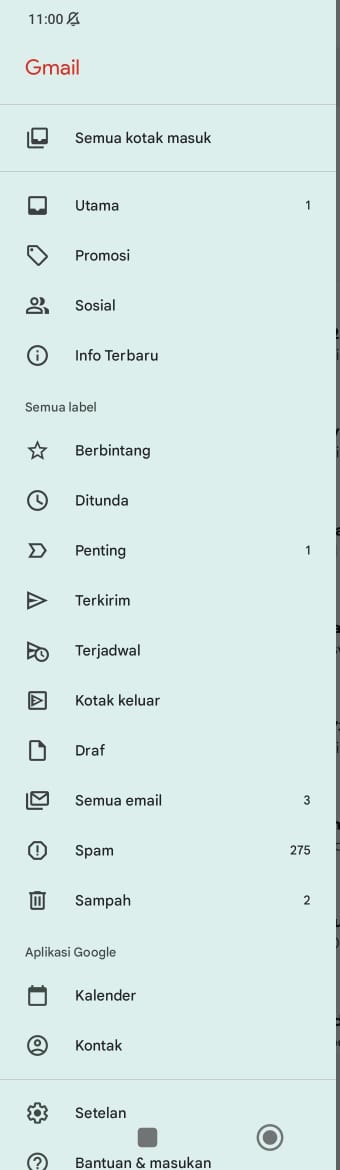 11:00
Gmail
Semua kotak masuk
Utama 1
Promosi
Sosial
Info Terbaru
Semua label
Berbintang
Ditunda
Penting 1
Terkirim
Terjadwal
Kotak keluar
Draf
Semua email 3
Spam 275
Sampah 2
Aplikasi Google
Kalender
Kontak
Setelan
Bantuan & masukan